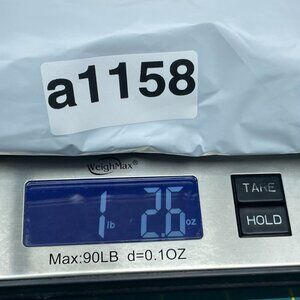 a1158
WeighMax®
1 lb 2.6 oz
TARE
HOLD
Max:90LB d=0.1OZ